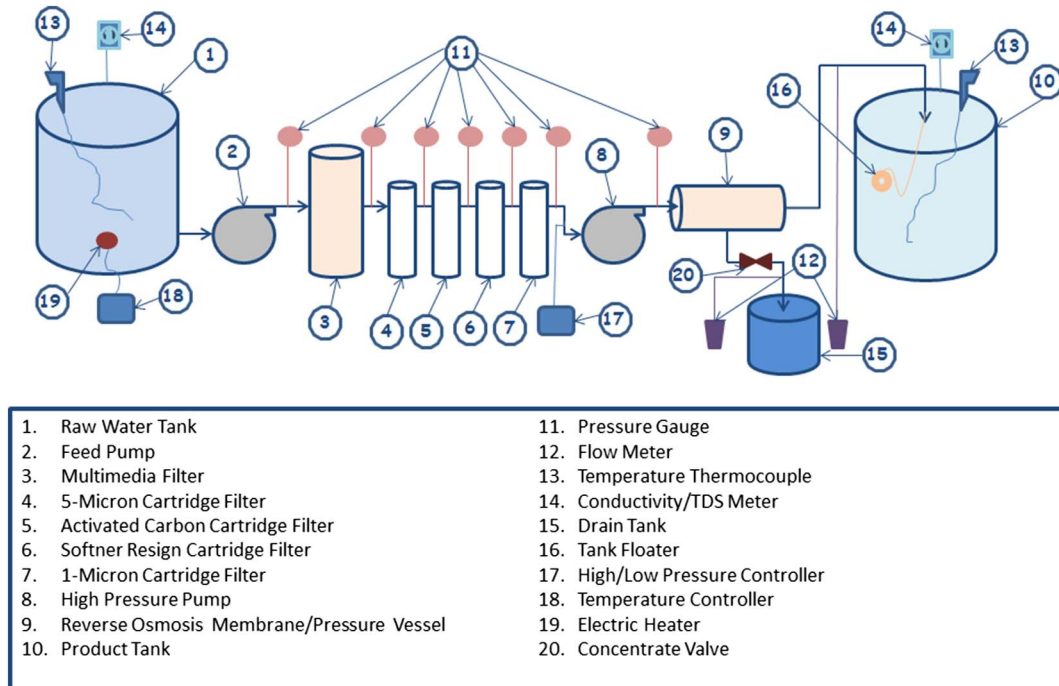 13
14
1
11
14
13
10
16
2
8
9
20
12
19
18
3
4
5
6
7
17
15
1. Raw Water Tank
2. Feed Pump
3. Multimedia Filter
4. 5-Micron Cartridge Filter
5. Activated Carbon Cartridge Filter
6. Softner Resign Cartridge Filter
7. 1-Micron Cartridge Filter
8. High Pressure Pump
9. Reverse Osmosis Membrane/Pressure Vessel
10. Product Tank
11. Pressure Gauge
12. Flow Meter
13. Temperature Thermocouple
14. Conductivity/TDS Meter
15. Drain Tank
16. Tank Floater
17. High/Low Pressure Controller
18. Temperature Controller
19. Electric Heater
20. Concentrate Valve